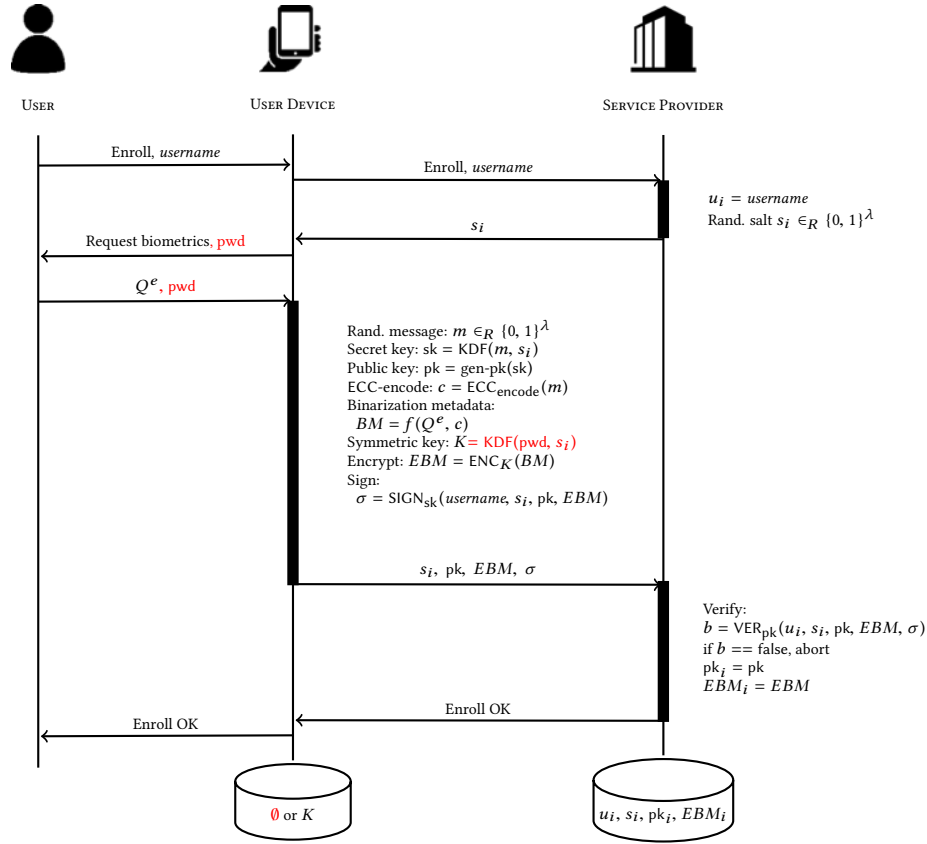 USER
USER DEVICE
SERVICE PROVIDER
Enroll, username
Enroll, username
u_i = username
Rand. salt s_i ∈_R {0, 1}^λ
s_i
Request biometrics, pwd
Q^e, pwd
Rand. message: m ∈_R {0, 1}^λ
Secret key: sk = KDF(m, s_i)
Public key: pk = gen-pk(sk)
ECC-encode: c = ECC_encode(m)
Binarization metadata:
BM = f(Q^e, c)
Symmetric key: K= KDF(pwd, s_i)
Encrypt: EBM = ENC_K(BM)
Sign:
σ = SIGN_sk(username, s_i, pk, EBM)
s_i, pk, EBM, σ
Verify:
b = VER_pk(u_i, s_i, pk, EBM, σ)
if b == false, abort
pk_i = pk
EBM_i = EBM
Enroll OK
Enroll OK
∅ or K
u_i, s_i, pk_i, EBM_i